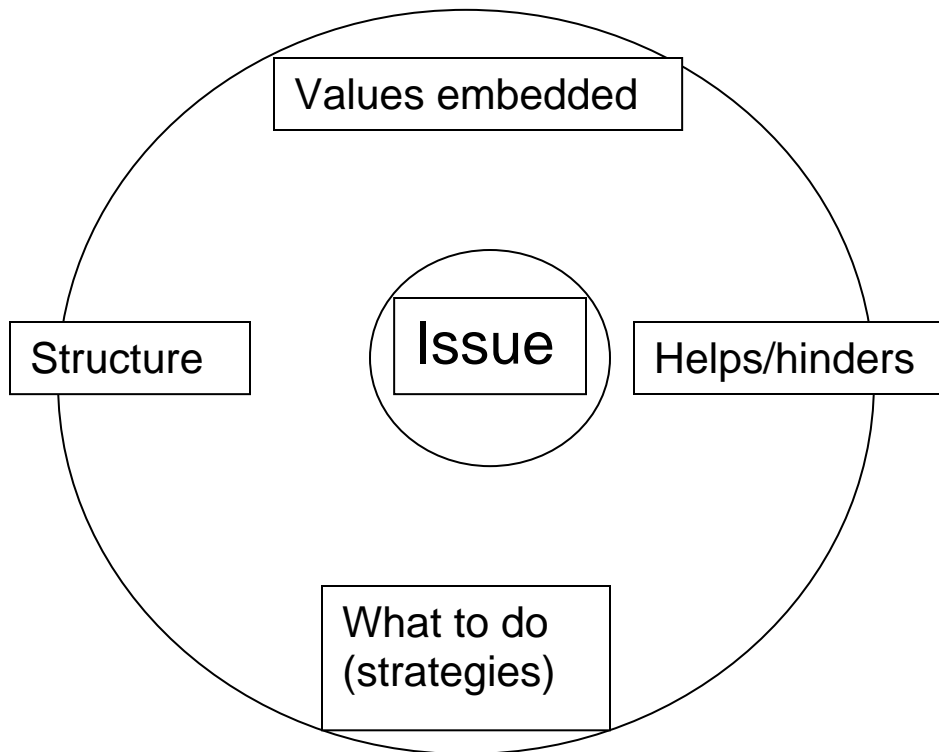 Values embedded
Structure
Issue
Helps/hinders
What to do
(strategies)